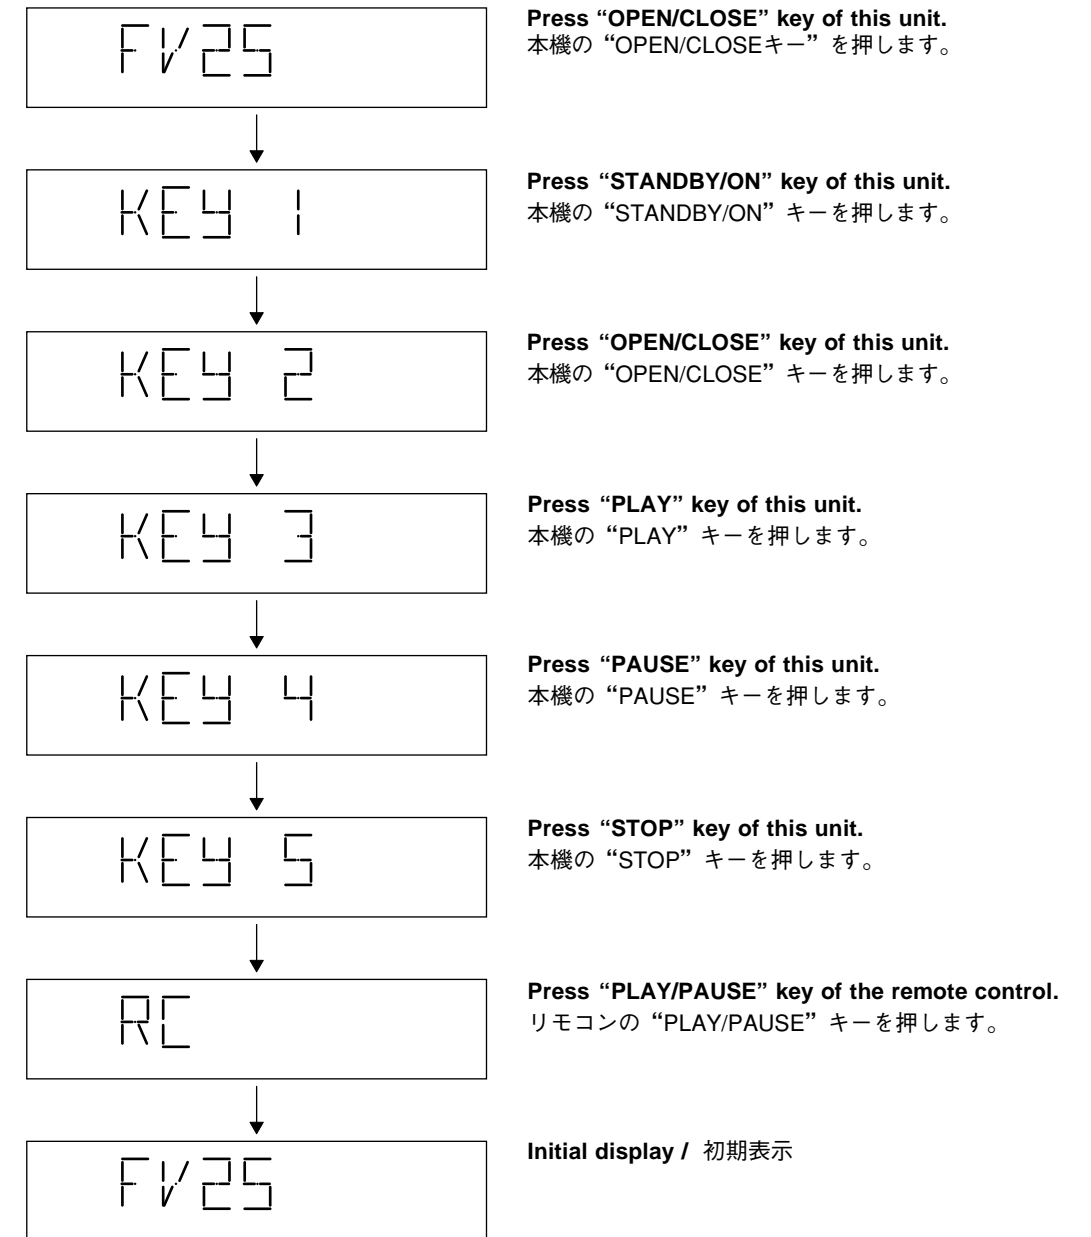 FV25
Press “OPEN/CLOSE” key of this unit.
本機の“OPEN/CLOSEキー”を押します。
KEY 1
Press “STANDBY/ON” key of this unit.
本機の“STANDBY/ON”キーを押します。
KEY 2
Press “OPEN/CLOSE” key of this unit.
本機の“OPEN/CLOSE”キーを押します。
KEY 3
Press “PLAY” key of this unit.
本機の“PLAY”キーを押します。
KEY 4
Press “PAUSE” key of this unit.
本機の“PAUSE”キーを押します。
KEY 5
Press “STOP” key of this unit.
本機の“STOP”キーを押します。
RC
Press “PLAY/PAUSE” key of the remote control.
リモコンの“PLAY/PAUSE”キーを押します。
FV25
Initial display / 初期表示